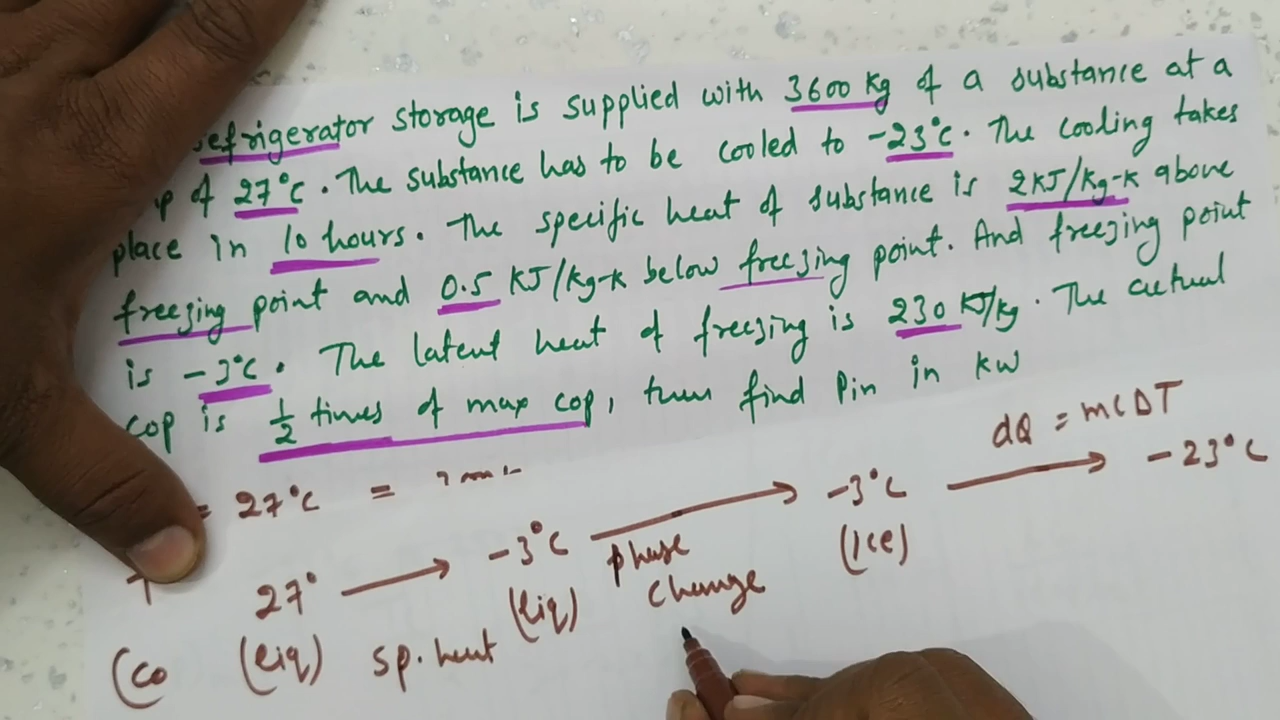 efrigerator storage is supplied with 3600 Kg of a substance at a
p of 27°C. The substance has to be cooled to -23°C. The cooling takes
place in 10 hours. The specific heat of substance is 2KJ/Kg-K above
freezing point and 0.5 KJ/Kg-K below freezing point. And freezing point
is -3°C. The latent heat of freezing is 230 KJ/Kg. The actual
COP is 1/2 times of max COP, then find Pin in kw
dQ = mCΔT
= 27°C =
27° → -3°C → -3°C → -23°C
(liq) sp. heat (liq) phase change (Ice)
(Co